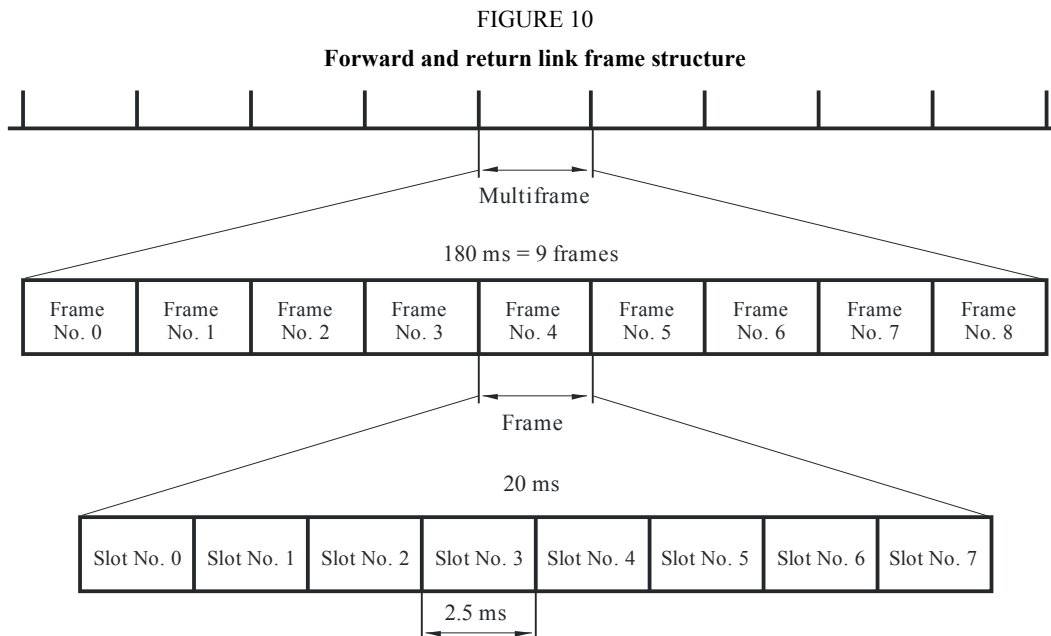 FIGURE 10
Forward and return link frame structure
Multiframe
180 ms = 9 frames
Frame No. 0
Frame No. 1
Frame No. 2
Frame No. 3
Frame No. 4
Frame No. 5
Frame No. 6
Frame No. 7
Frame No. 8
Frame
20 ms
Slot No. 0
Slot No. 1
Slot No. 2
Slot No. 3
Slot No. 4
Slot No. 5
Slot No. 6
Slot No. 7
2.5 ms